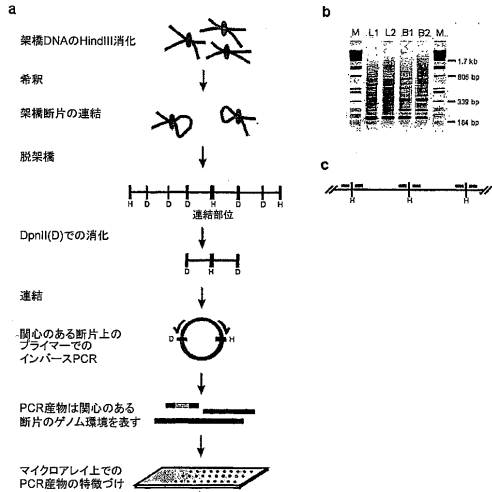 a
架橋DNAのHindIII消化
希釈
架橋断片の連結
脱架橋
H D D D H D D H
連結部位
DpnII(D)での消化
D H D
連結
関心のある断片上の
プライマーでの
インバースPCR
D H
PCR産物は関心のある
断片のゲノム環境を表す
マイクロアレイ上での
PCR産物の特徴づけ
b
M L1 L2 B1 B2 M
1.7 kb
805 bp
339 bp
164 bp
c
H H H